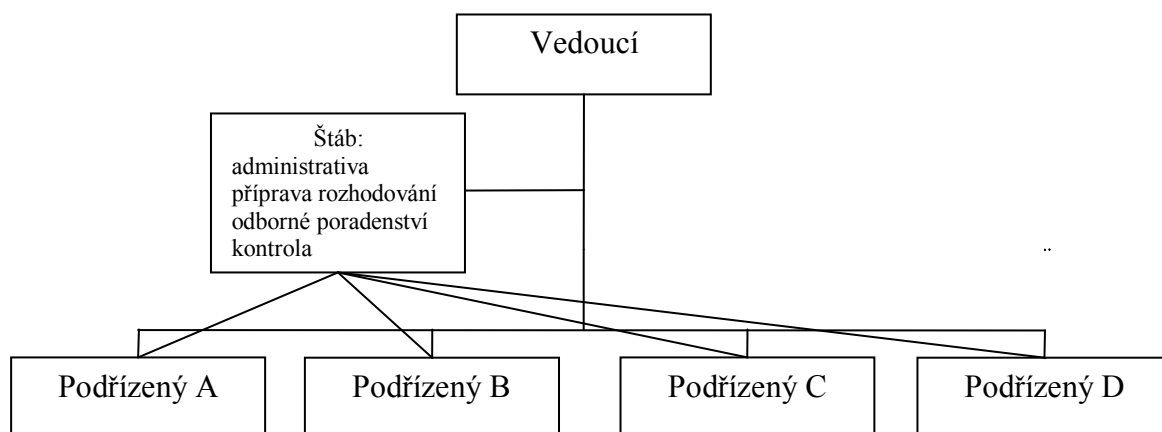 Vedoucí
Štáb:
administrativa
příprava rozhodování
odborné poradenství
kontrola
Podřízený A
Podřízený B
Podřízený C
Podřízený D